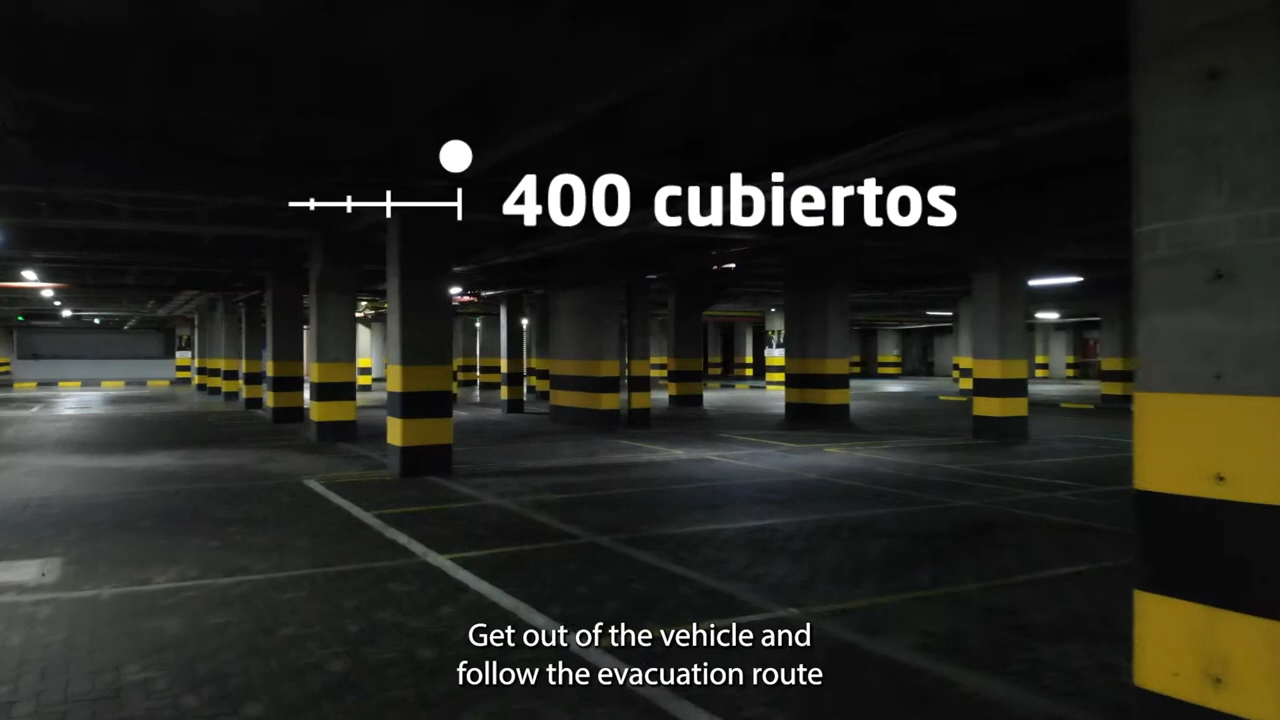 400 cubiertos
Get out of the vehicle and
follow the evacuation route